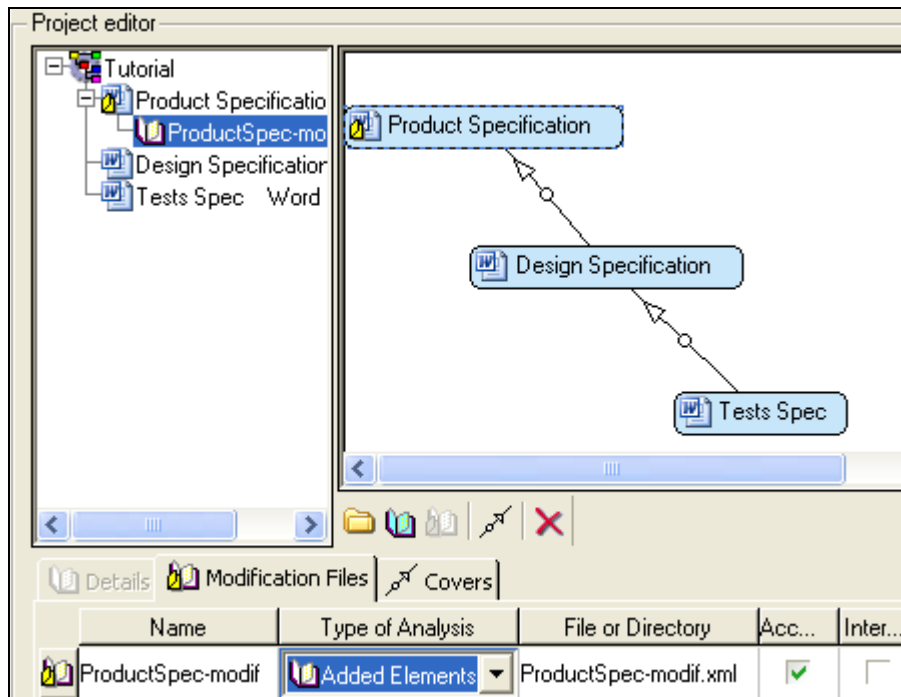 Project editor
Tutorial
Product Specificatio
ProductSpec-mo
Design Specification
Tests Spec Word
Product Specification
Design Specification
Tests Spec
Details Modification Files Covers
Name Type of Analysis File or Directory Acc... Inter...
ProductSpec-modif Added Elements ProductSpec-modif.xml